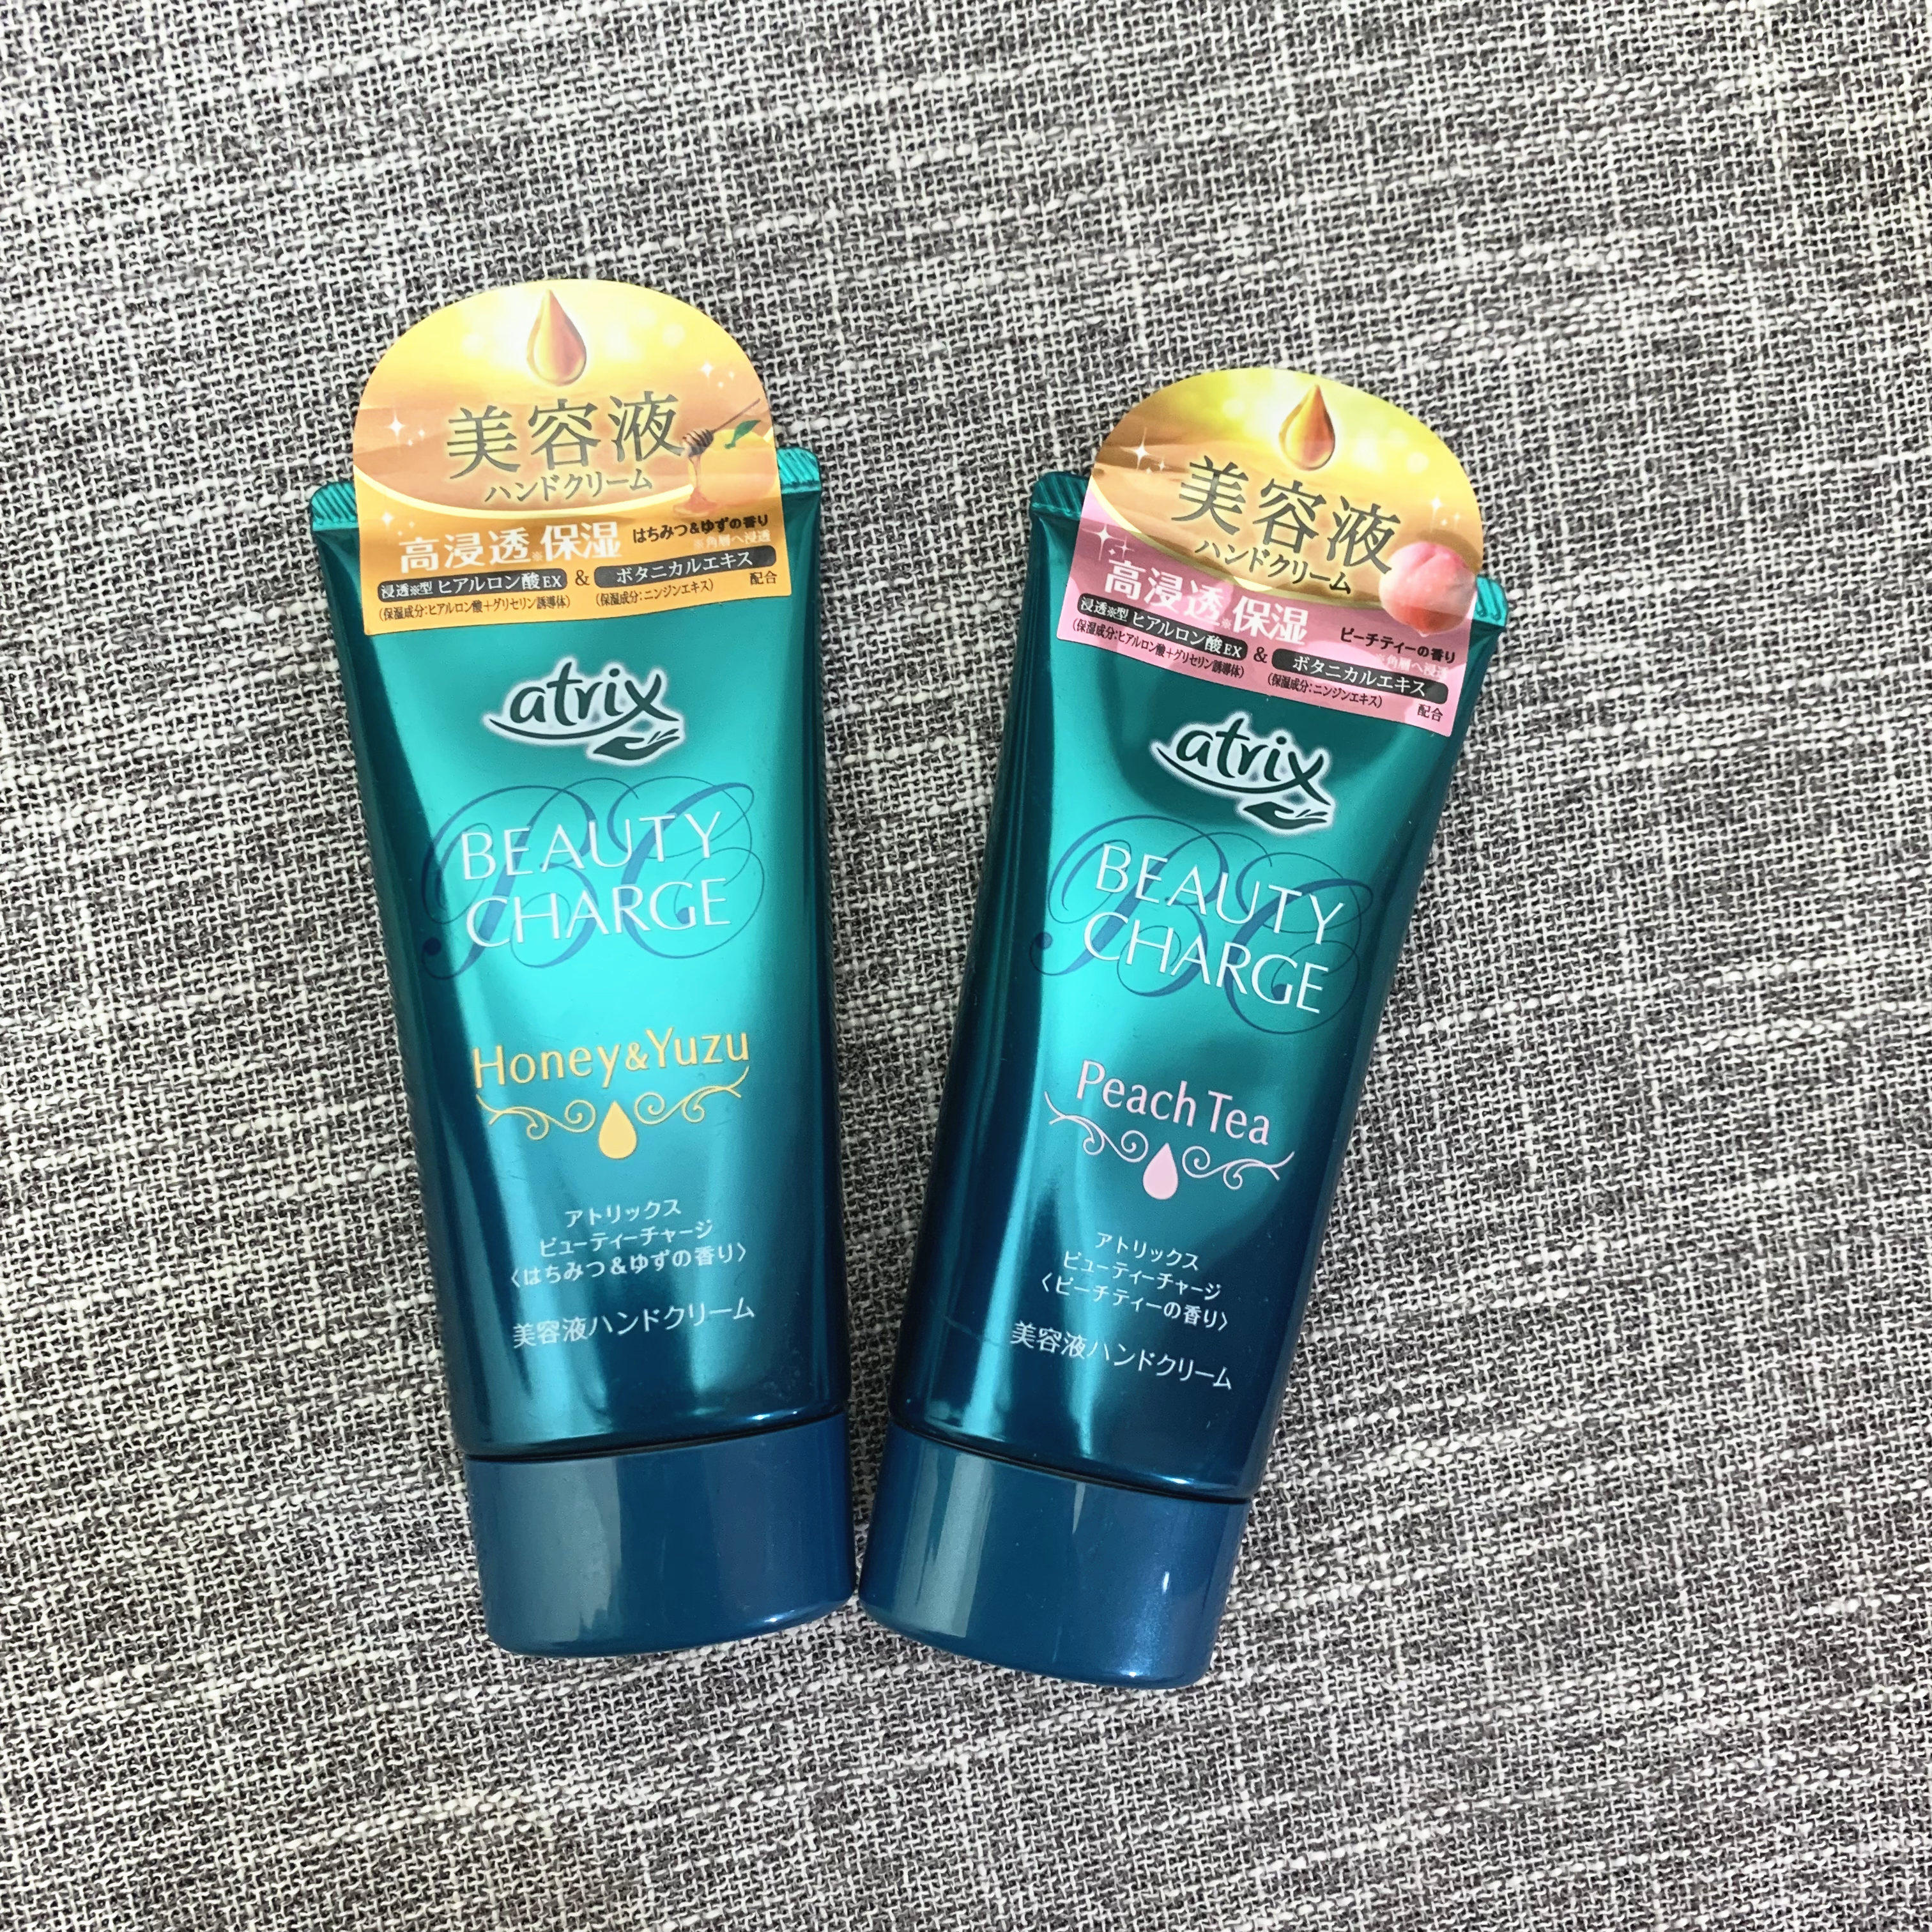 美容液
ハンドクリーム
高浸透※保湿 はちみつ&ゆずの香り
※角層へ浸透
浸透※型 ヒアルロン酸EX & ボタニカルエキス 配合
(保湿成分:ヒアルロン酸+グリセリン誘導体) (保湿成分:ニンジンエキス)
atrix
BC
BEAUTY
CHARGE
Honey&Yuzu
アトリックス
ビューティーチャージ
〈はちみつ&ゆずの香り〉
美容液ハンドクリーム
美容液
ハンドクリーム
高浸透※保湿 ピーチティーの香り
※角層へ浸透
浸透※型 ヒアルロン酸EX & ボタニカルエキス 配合
(保湿成分:ヒアルロン酸+グリセリン誘導体) (保湿成分:ニンジンエキス)
atrix
BC
BEAUTY
CHARGE
Peach Tea
アトリックス
ビューティーチャージ
〈ピーチティーの香り〉
美容液ハンドクリーム